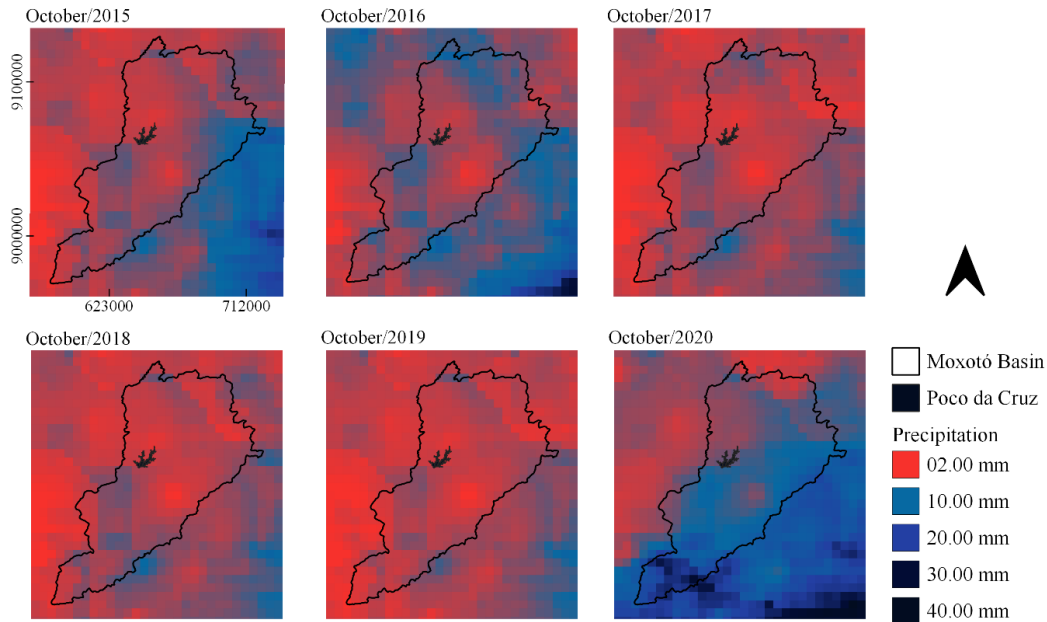 October/2015
October/2016
October/2017
9100000
9000000
623000
712000
October/2018
October/2019
October/2020
Moxotó Basin
Poco da Cruz
Precipitation
02.00 mm
10.00 mm
20.00 mm
30.00 mm
40.00 mm